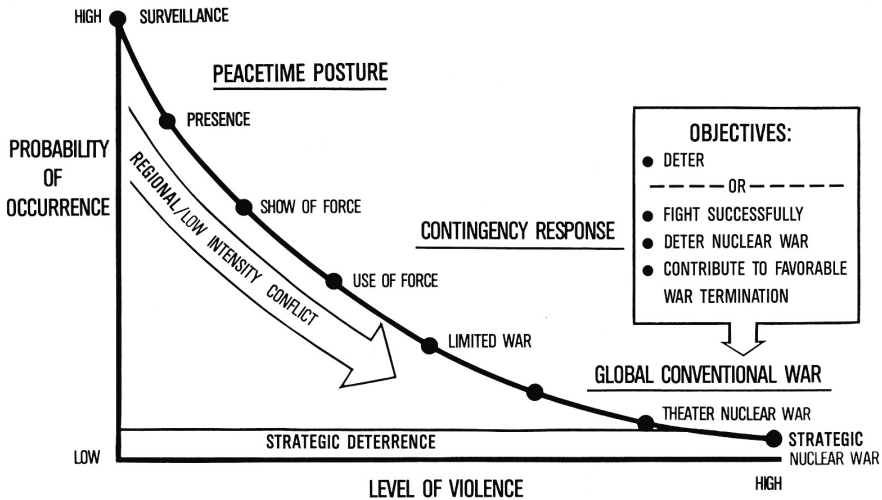 HIGH
SURVEILLANCE
PEACETIME POSTURE
PRESENCE
PROBABILITY
OF
OCCURRENCE
REGIONAL/LOW INTENSITY CONFLICT
SHOW OF FORCE
CONTINGENCY RESPONSE
USE OF FORCE
LIMITED WAR
OBJECTIVES:
● DETER
OR
● FIGHT SUCCESSFULLY
● DETER NUCLEAR WAR
● CONTRIBUTE TO FAVORABLE
WAR TERMINATION
GLOBAL CONVENTIONAL WAR
THEATER NUCLEAR WAR
STRATEGIC DETERRENCE
STRATEGIC
NUCLEAR WAR
LOW
LEVEL OF VIOLENCE
HIGH